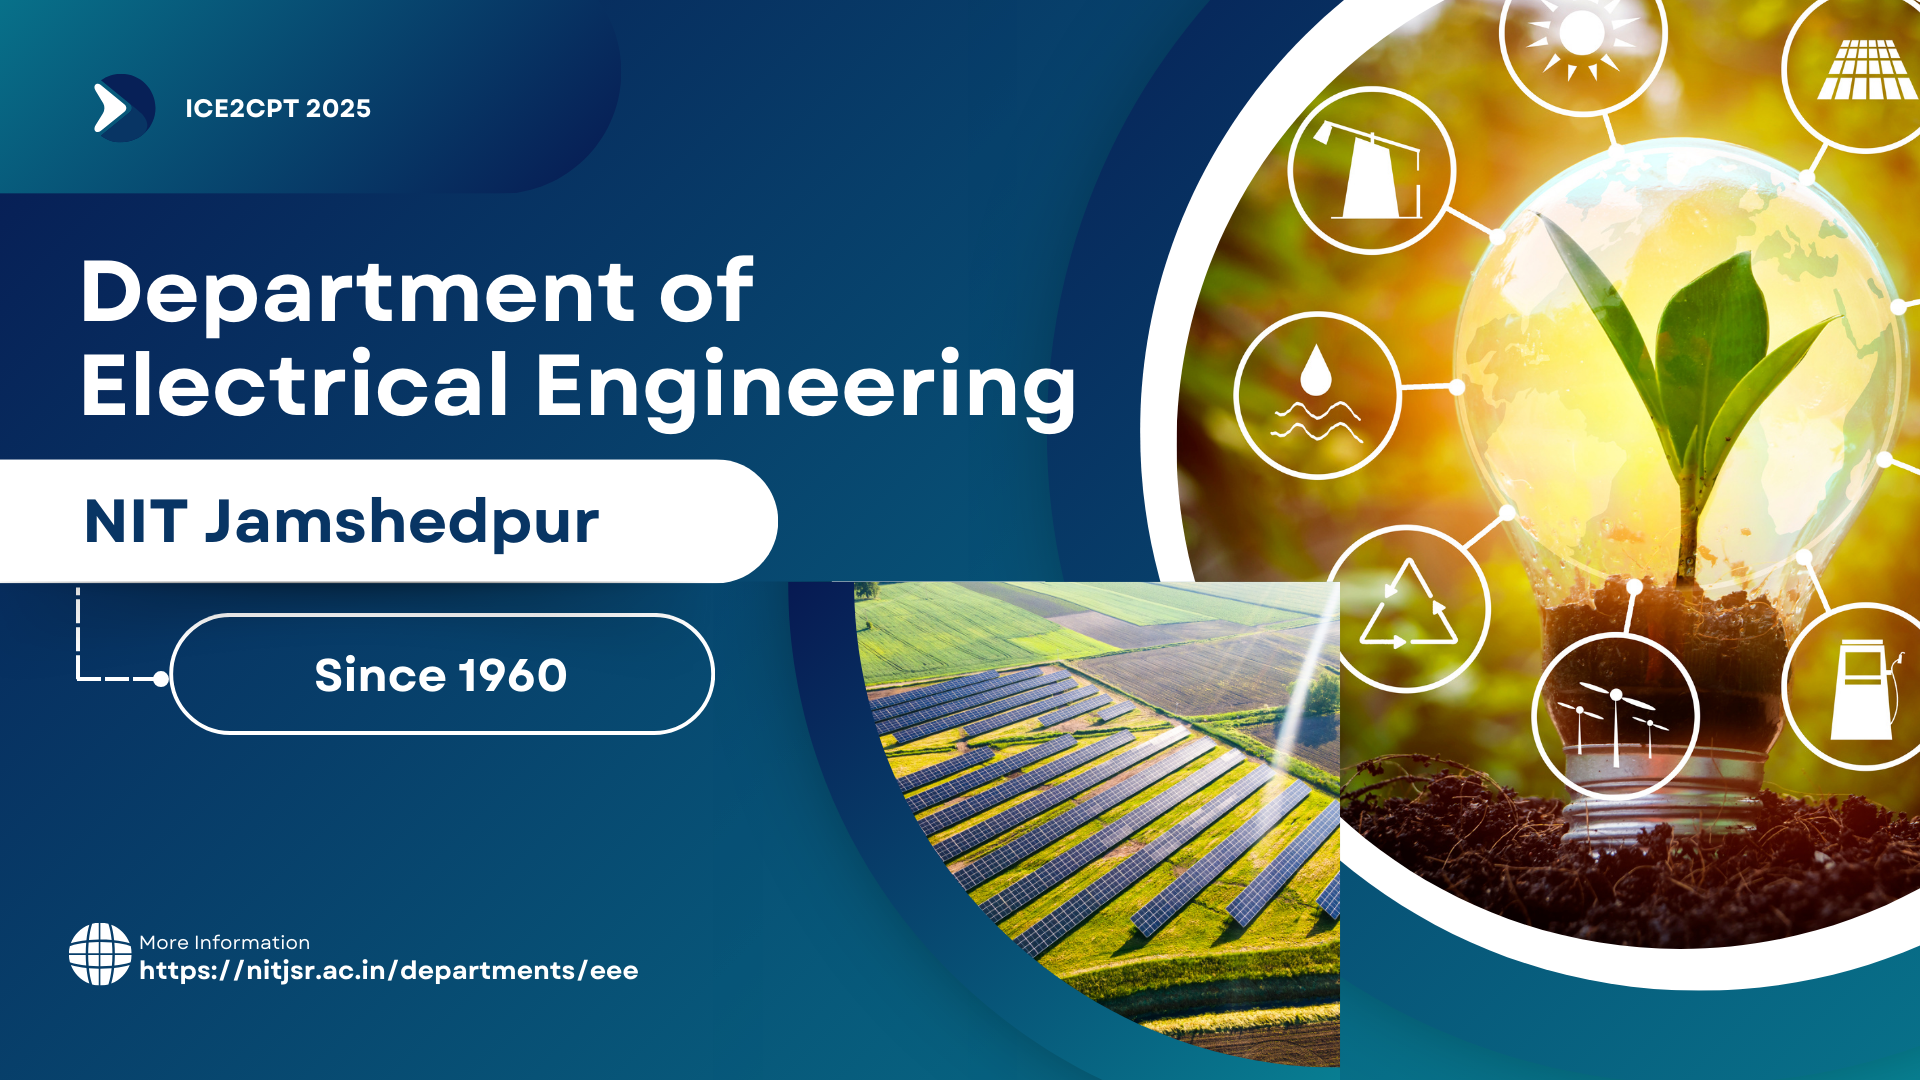 ICE2CPT 2025
Department of
Electrical Engineering
NIT Jamshedpur
Since 1960
More Information
https://nitjsr.ac.in/departments/eee